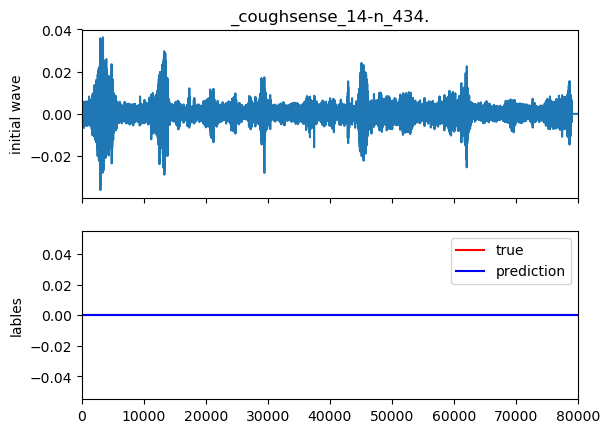 _coughsense_14-n_434.
initial wave
0.04
0.02
0.00
−0.02
lables
0.04
0.02
0.00
−0.02
−0.04
true
prediction
0 10000 20000 30000 40000 50000 60000 70000 80000